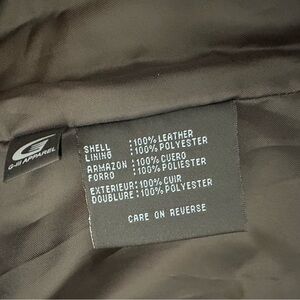 G-III APPAREL
SHELL :100% LEATHER
LINING :100% POLYESTER
ARMAZON :100% CUERO
FORRO :100% POLIESTER
EXTERIEUR:100% CUIR
DOUBLURE :100% POLYESTER
CARE ON REVERSE